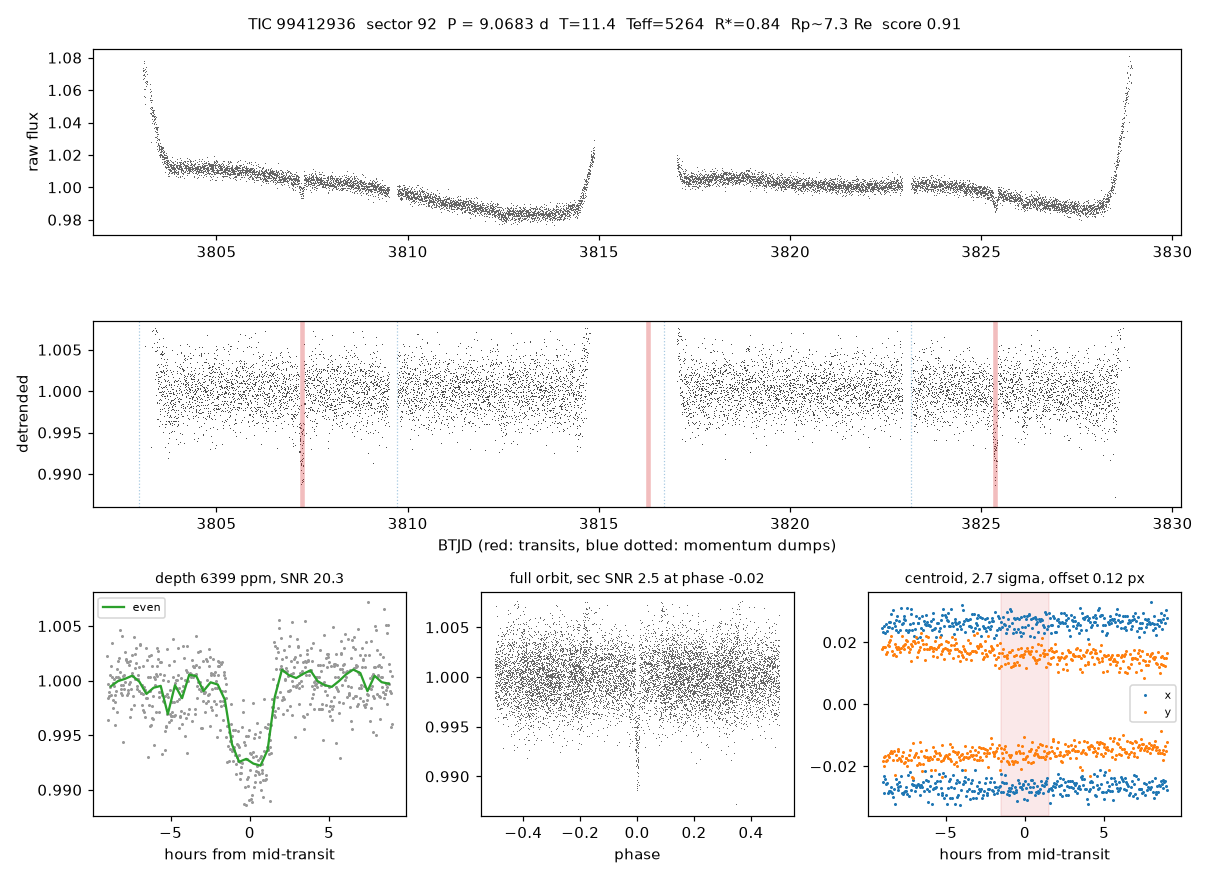 TIC 99412936 sector 92 P = 9.0683 d T=11.4 Teff=5264 R*=0.84 Rp~7.3 Re score 0.91
raw flux
1.08
1.06
1.04
1.02
1.00
0.98
3805 3810 3815 3820 3825 3830
detrended
1.005
1.000
0.995
0.990
3805 3810 3815 3820 3825 3830
BTJD (red: transits, blue dotted: momentum dumps)
depth 6399 ppm, SNR 20.3
even
1.005
1.000
0.995
0.990
−5 0 5
hours from mid-transit
full orbit, sec SNR 2.5 at phase -0.02
1.005
1.000
0.995
0.990
−0.4 −0.2 0.0 0.2 0.4
phase
centroid, 2.7 sigma, offset 0.12 px
0.02
0.00
−0.02
x
y
−5 0 5
hours from mid-transit